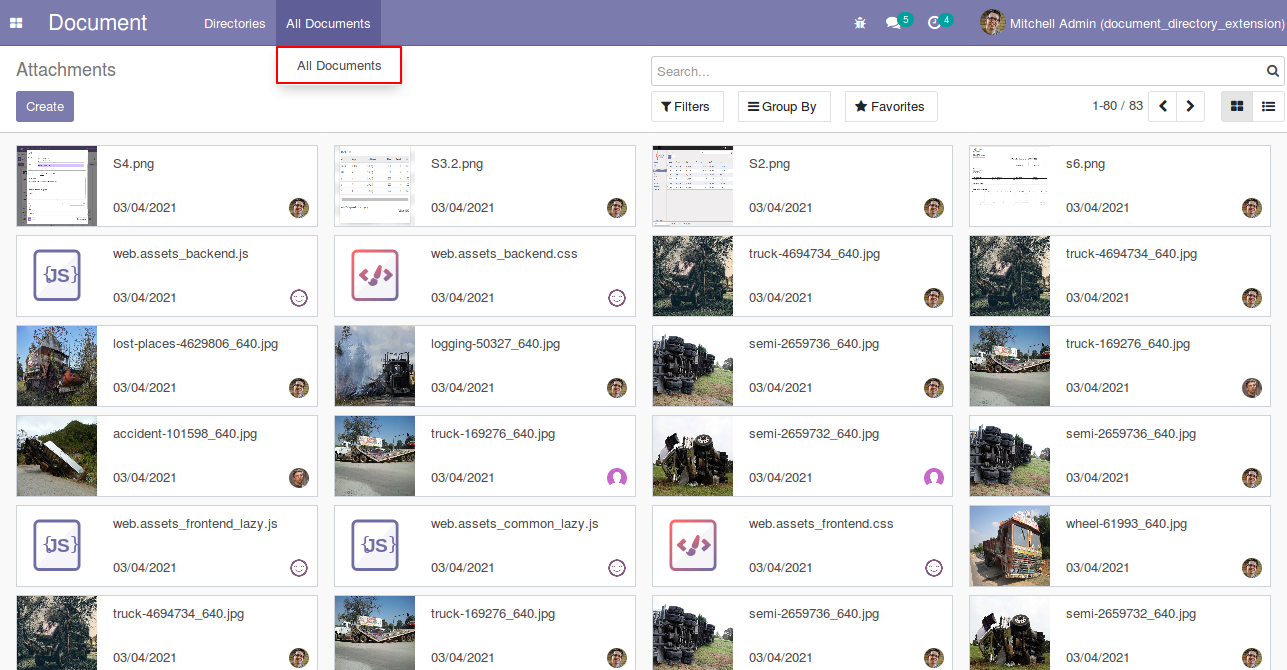 Document
Directories
All Documents
5
4
Mitchell Admin (document_directory_extension)
All Documents
Attachments
Search...
Create
Filters
Group By
Favorites
1-80 / 83
S4.png
03/04/2021
S3.2.png
03/04/2021
S2.png
03/04/2021
s6.png
03/04/2021
JS
web.assets_backend.js
03/04/2021
web.assets_backend.css
03/04/2021
truck-4694734_640.jpg
03/04/2021
truck-4694734_640.jpg
03/04/2021
lost-places-4629806_640.jpg
03/04/2021
logging-50327_640.jpg
03/04/2021
semi-2659736_640.jpg
03/04/2021
truck-169276_640.jpg
03/04/2021
accident-101598_640.jpg
03/04/2021
truck-169276_640.jpg
03/04/2021
semi-2659732_640.jpg
03/04/2021
semi-2659736_640.jpg
03/04/2021
JS
web.assets_frontend_lazy.js
03/04/2021
JS
web.assets_common_lazy.js
03/04/2021
web.assets_frontend.css
03/04/2021
wheel-61993_640.jpg
03/04/2021
truck-4694734_640.jpg
03/04/2021
truck-169276_640.jpg
03/04/2021
semi-2659736_640.jpg
03/04/2021
semi-2659732_640.jpg
03/04/2021